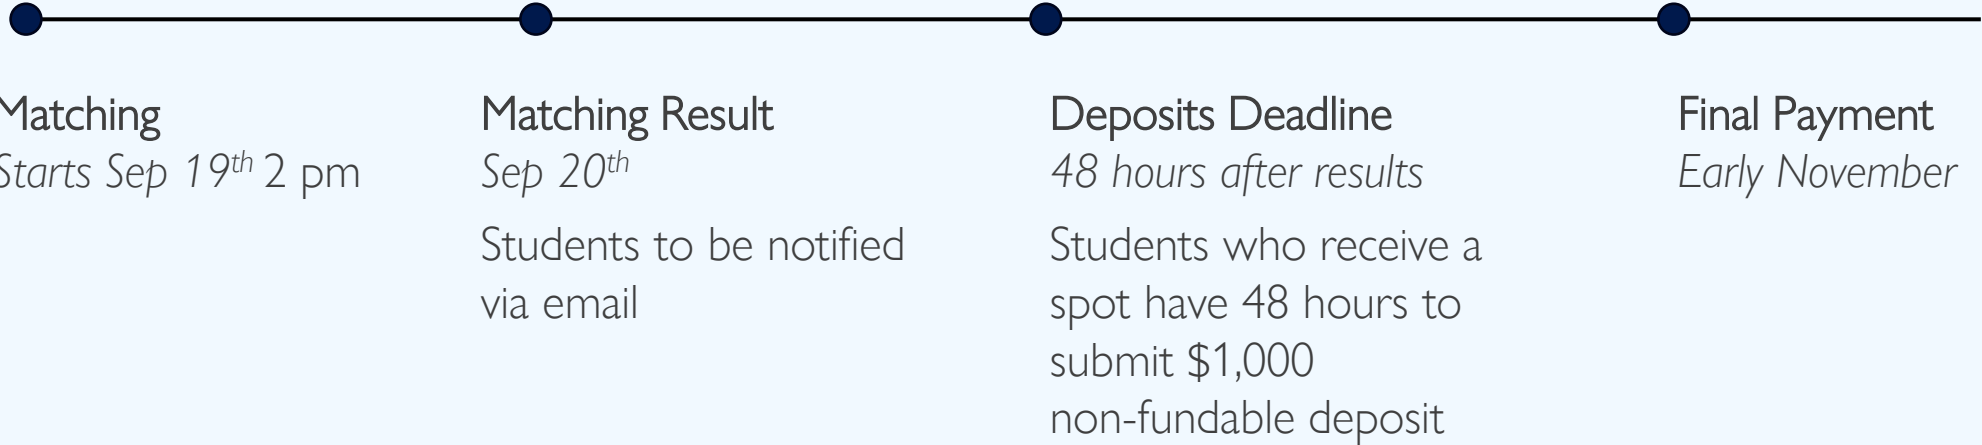 Matching
Starts Sep 19th 2 pm
Matching Result
Sep 20th
Students to be notified
via email
Deposits Deadline
48 hours after results
Students who receive a
spot have 48 hours to
submit $1,000
non-fundable deposit
Final Payment
Early November